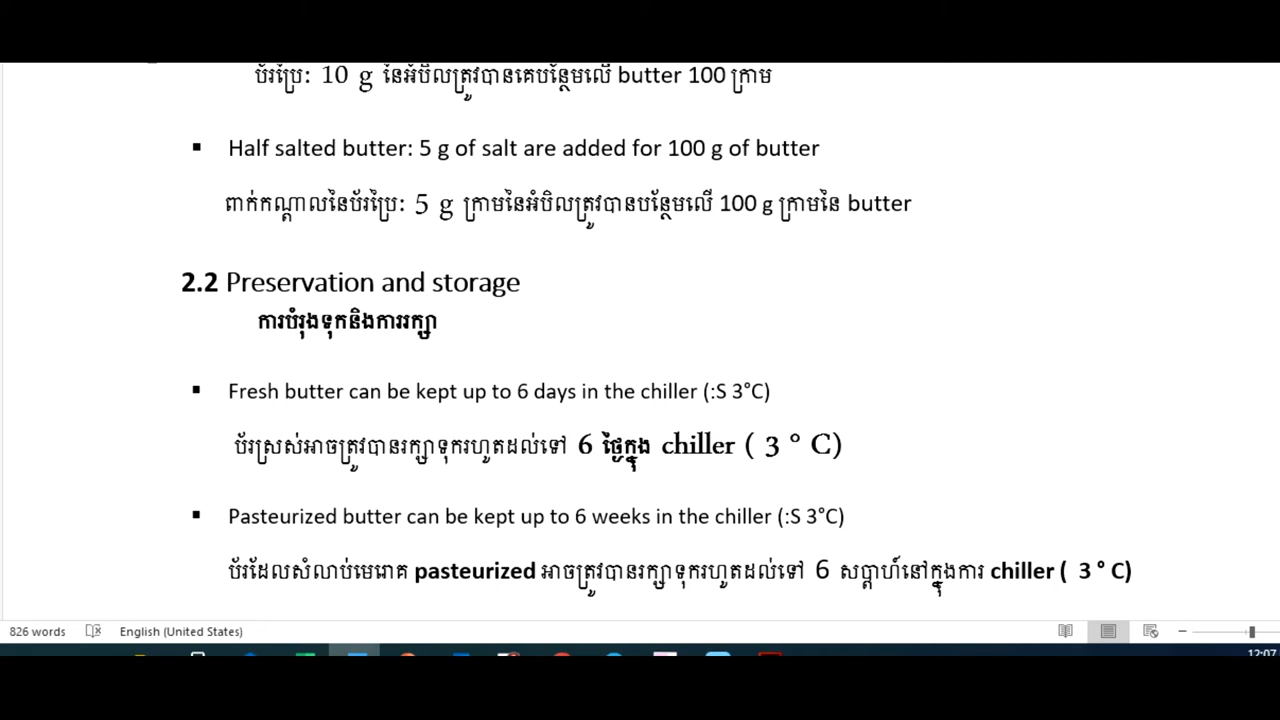 ប័រប្រៃ: 10 g នៃអំបិលត្រូវបានគេបន្ថែមលើ butter 100 ក្រាម
▪ Half salted butter: 5 g of salt are added for 100 g of butter
ពាក់កណ្តាលនៃប័រប្រៃ: 5 g ក្រាមនៃអំបិលត្រូវបានបន្ថែមលើ 100 g ក្រាមនៃ butter
2.2 Preservation and storage
ការបំរុងទុកនិងការរក្សា
▪ Fresh butter can be kept up to 6 days in the chiller (:S 3°C)
ប័រស្រស់អាចត្រូវបានរក្សាទុករហូតដល់ទៅ 6 ថ្ងៃក្នុង chiller ( 3 ° C)
▪ Pasteurized butter can be kept up to 6 weeks in the chiller (:S 3°C)
ប័រដែលសំលាប់មេរោគ pasteurized អាចត្រូវបានរក្សាទុករហូតដល់ទៅ 6 សប្តាហ៍នៅក្នុងការ chiller ( 3 ° C)
826 words English (United States)
12:07